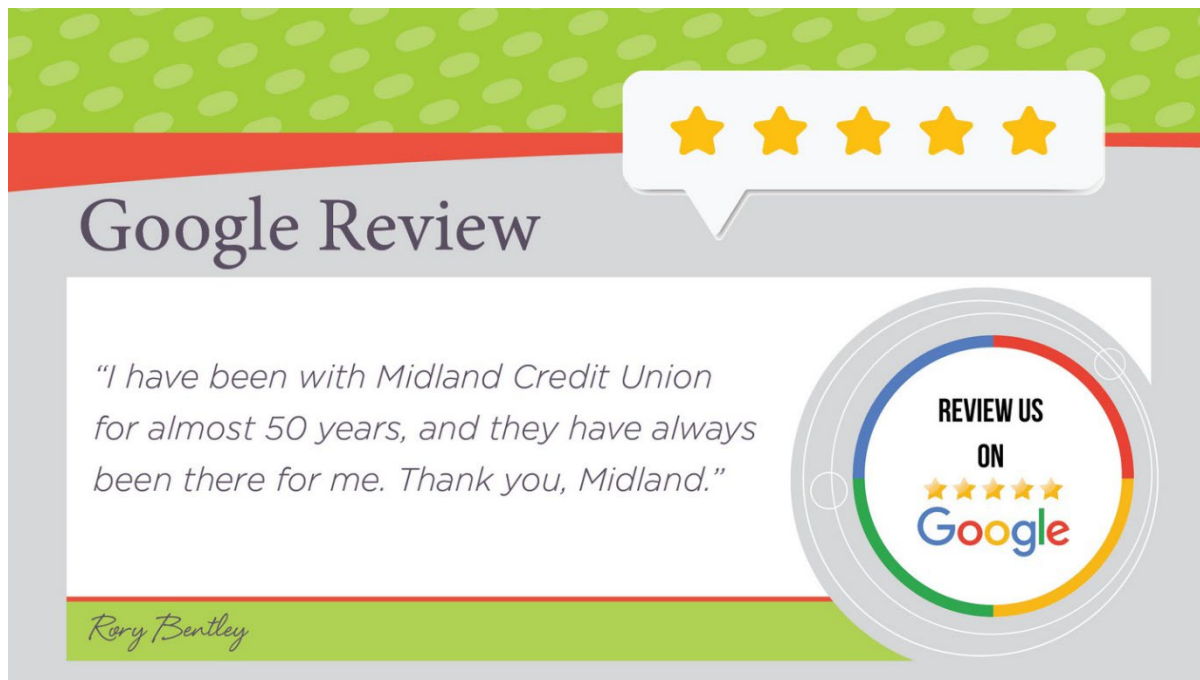 Google Review
“I have been with Midland Credit Union
for almost 50 years, and they have always
been there for me. Thank you, Midland.”
REVIEW US
ON
Google
Rory Bentley